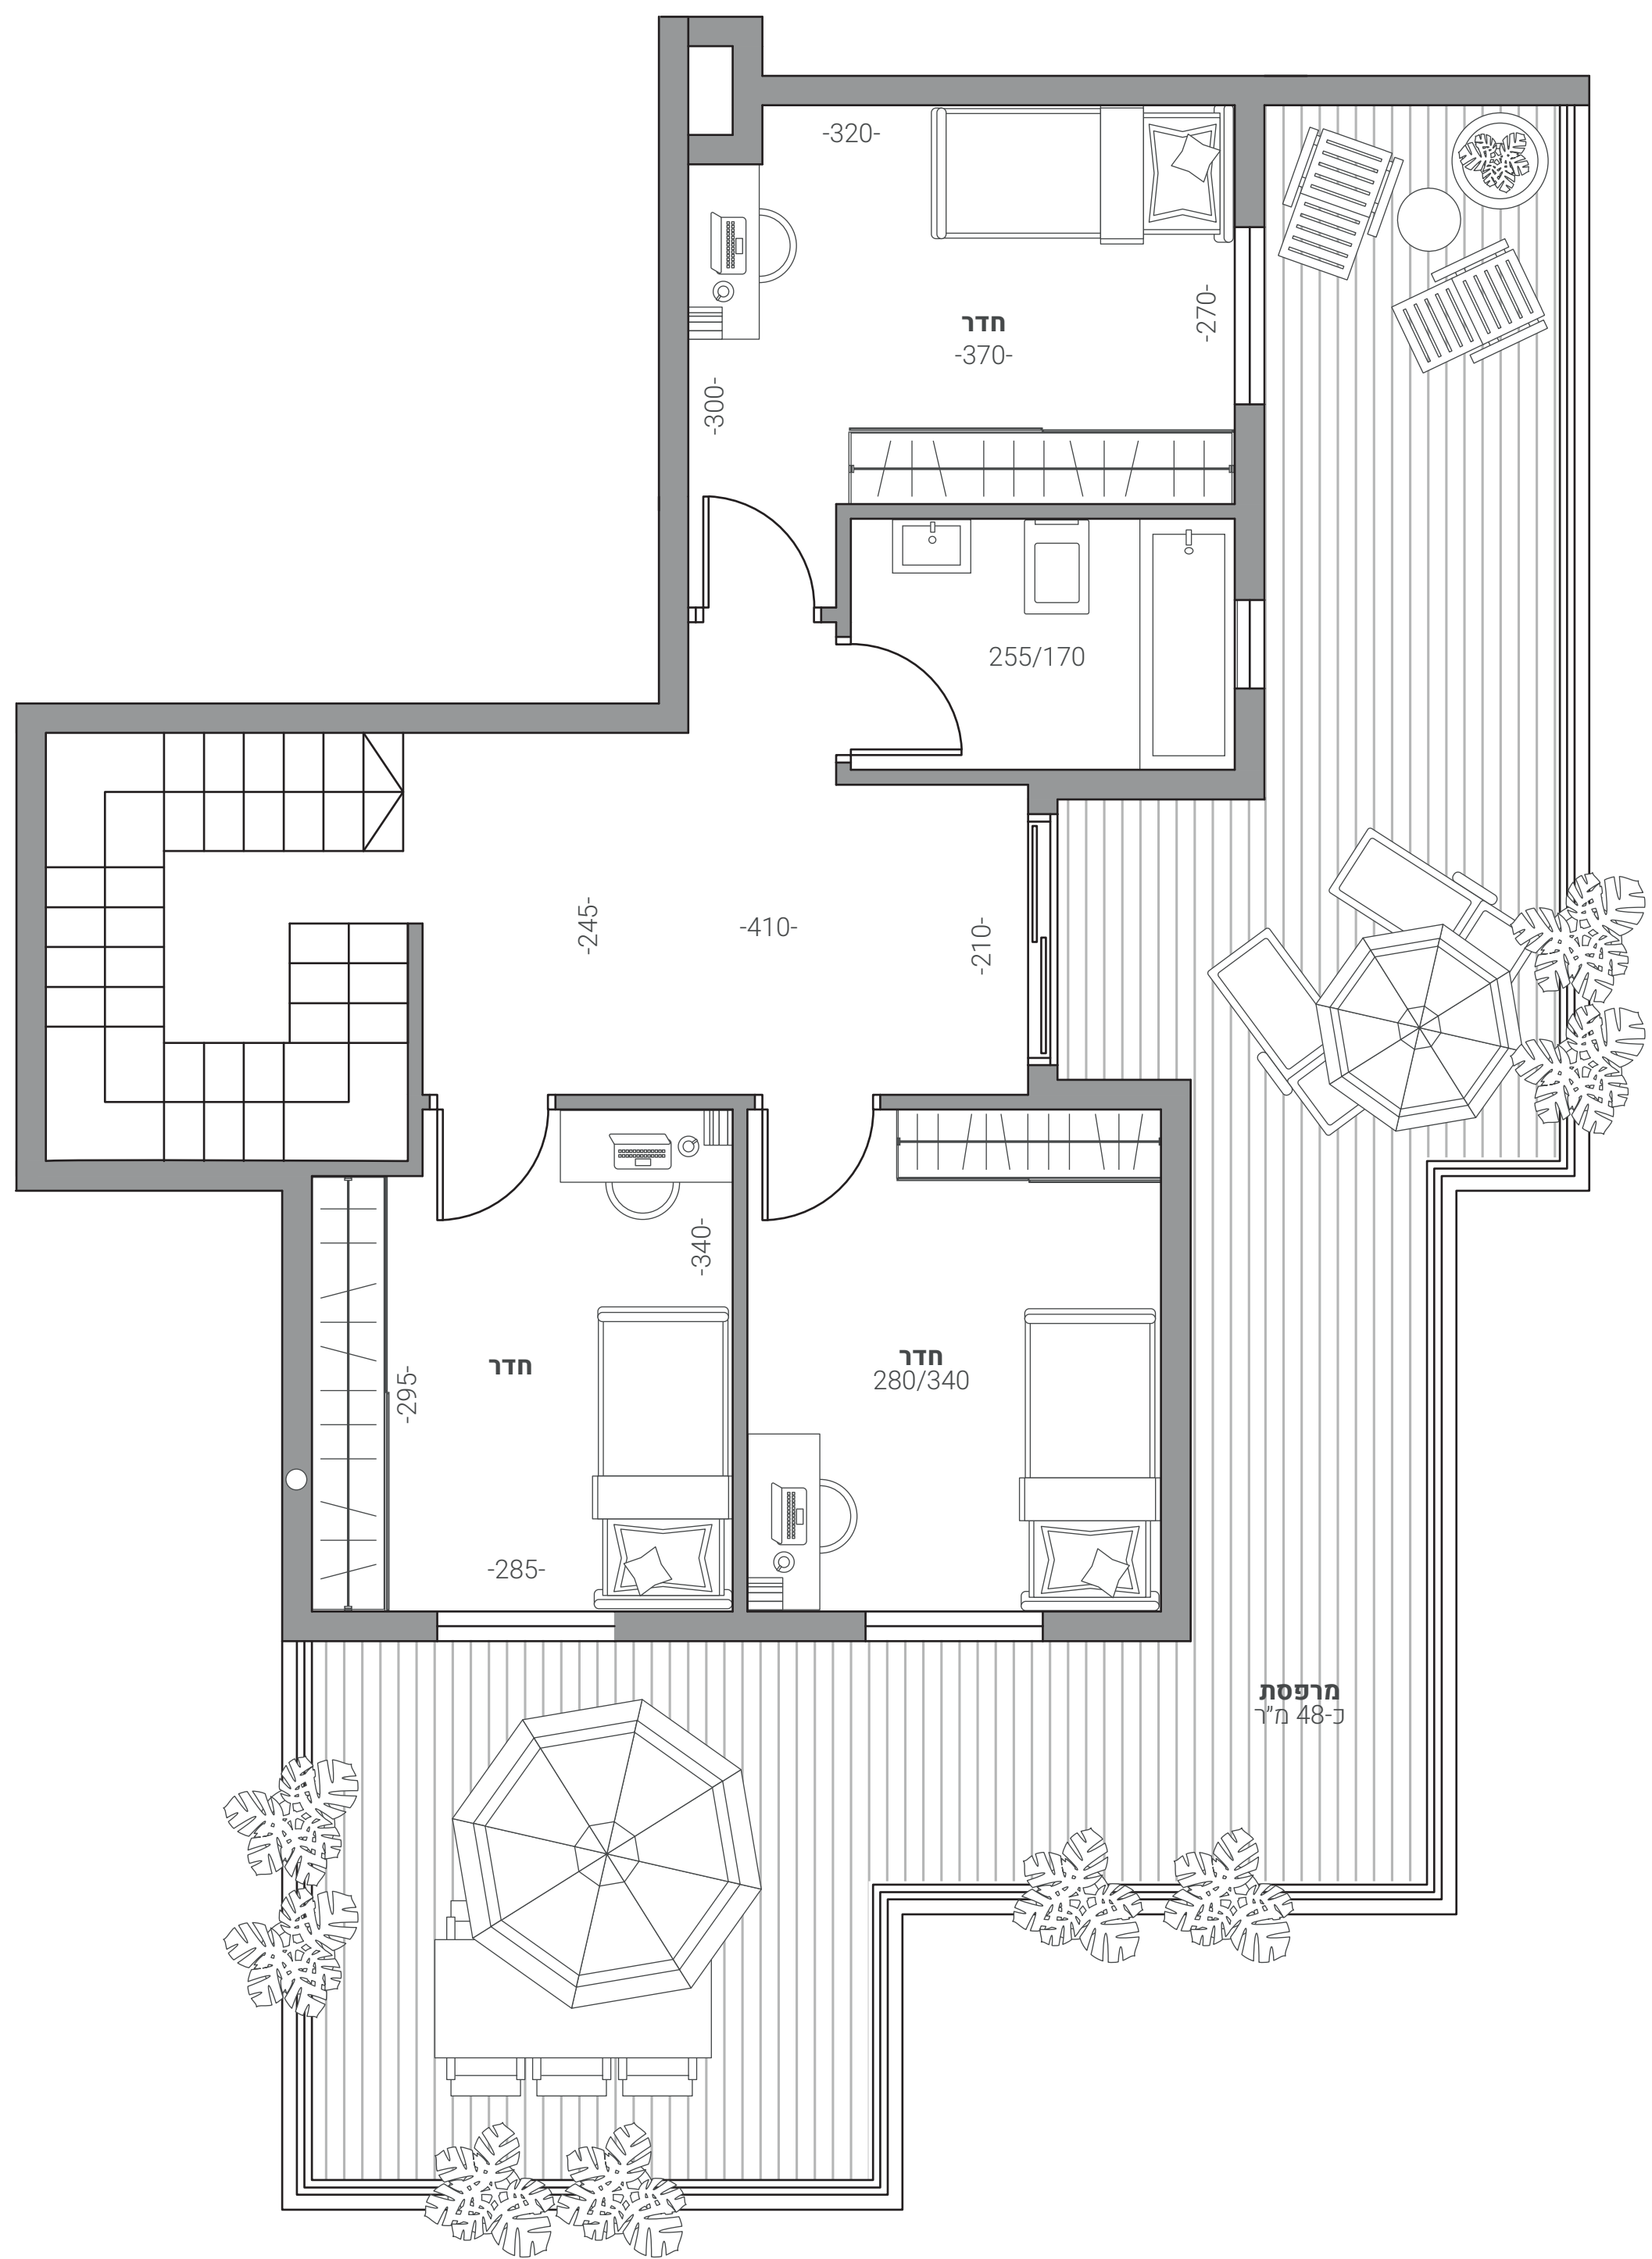 -320-
-270-
חדר
-370-
-300-
255/170
-245-
-410-
-210-
-340-
חדר
280/340
חדר
-295-
-285-
מרפסת
כ-48 מ"ר